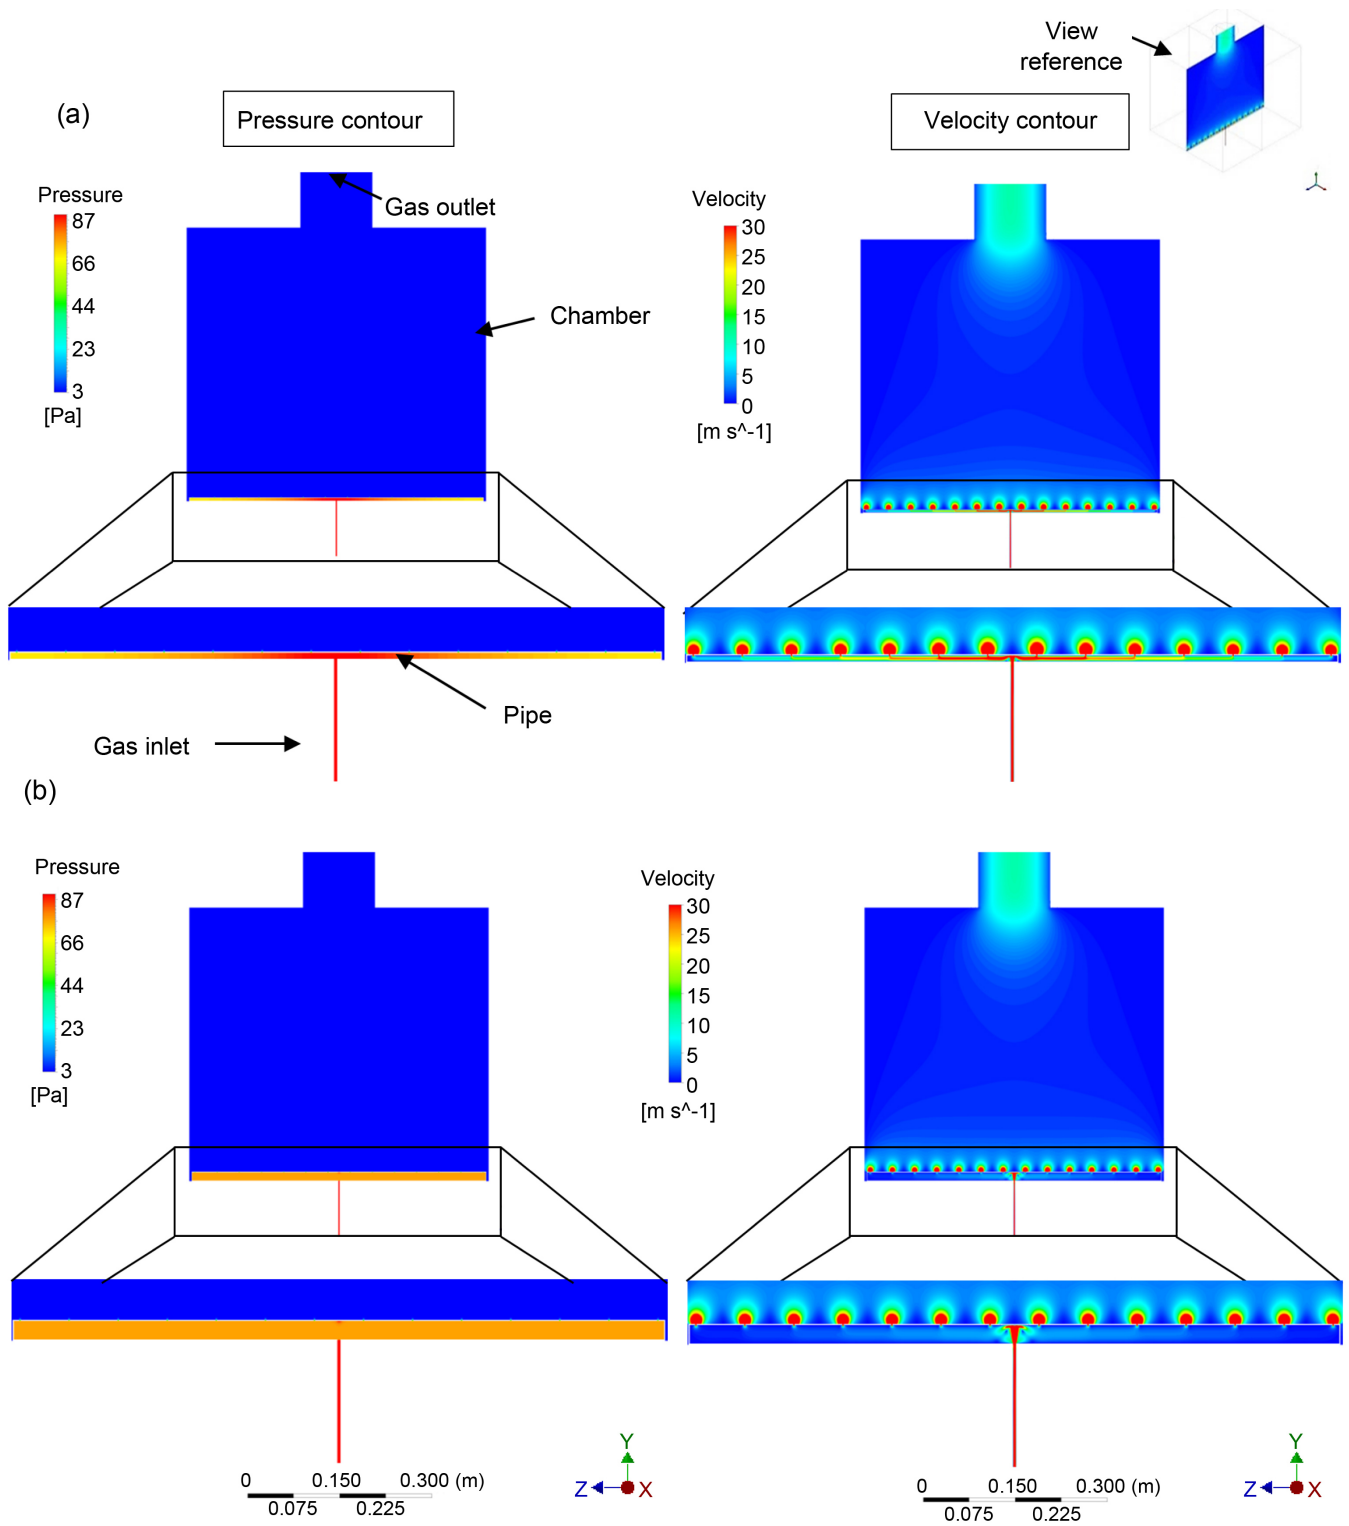 View
reference
(a)
Pressure contour
Velocity contour
Pressure
87
66
44
23
3
[Pa]
Gas outlet
Chamber
Velocity
30
25
20
15
10
5
0
[m s^-1]
Pipe
Gas inlet
(b)
Pressure
87
66
44
23
3
[Pa]
Velocity
30
25
20
15
10
5
0
[m s^-1]
0 0.150 0.300 (m)
0.075 0.225
Y
Z X
0 0.150 0.300 (m)
0.075 0.225
Y
Z X